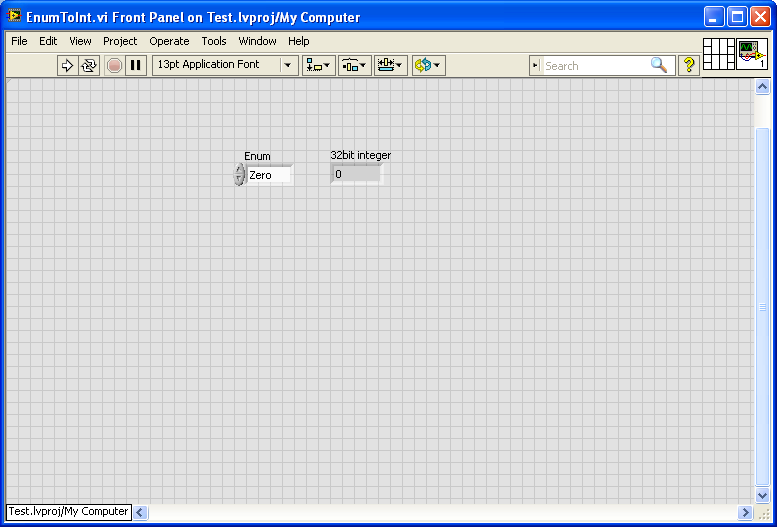 EnumToInt.vi Front Panel on Test.lvproj/My Computer
File Edit View Project Operate Tools Window Help
13pt Application Font Search ? 1
Enum 32bit integer
Zero 0
Test.lvproj/My Computer